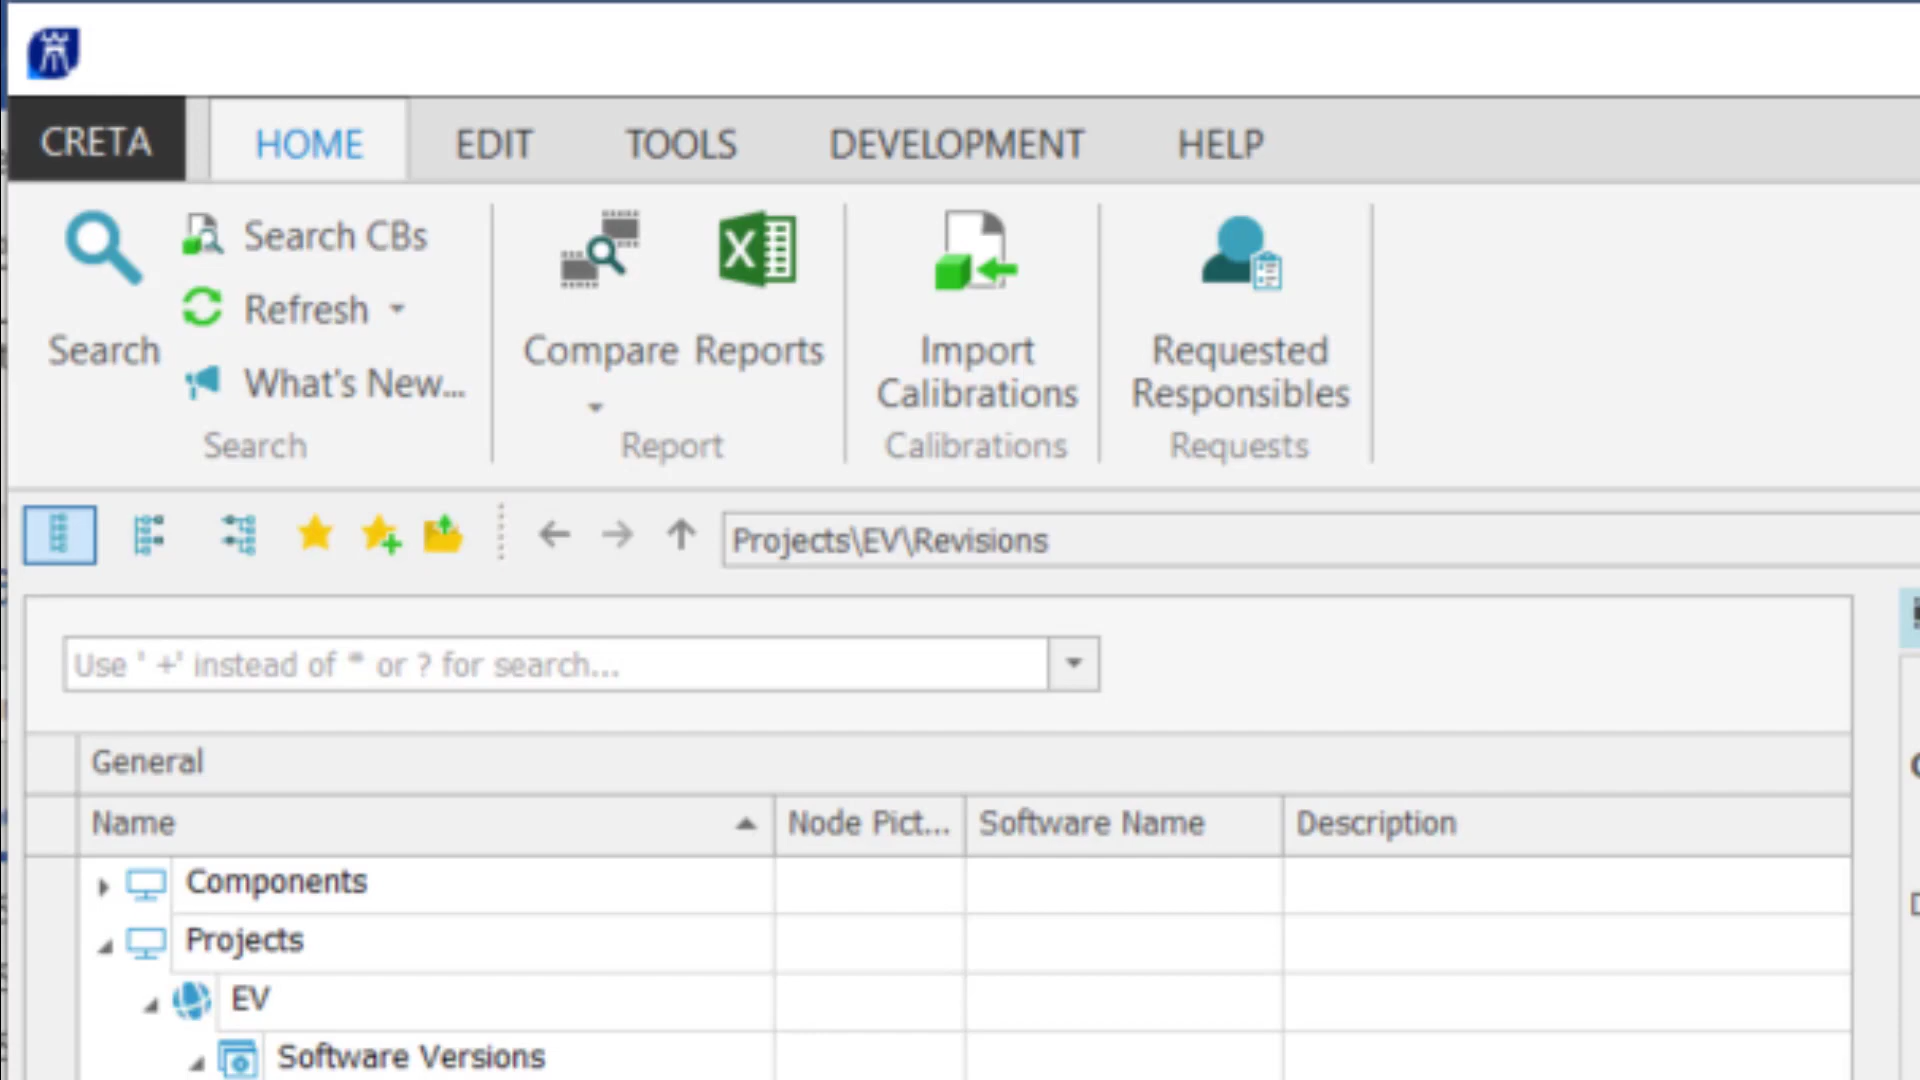 CRETA HOME EDIT TOOLS DEVELOPMENT HELP
Search
Search CBs
Refresh
What's New...
Search
Compare
Reports
Report
Import
Calibrations
Calibrations
Requested
Responsibles
Requests
Projects\EV\Revisions
Use ' +' instead of * or ? for search...
General
Name Node Pict... Software Name Description
Components
Projects
EV
Software Versions